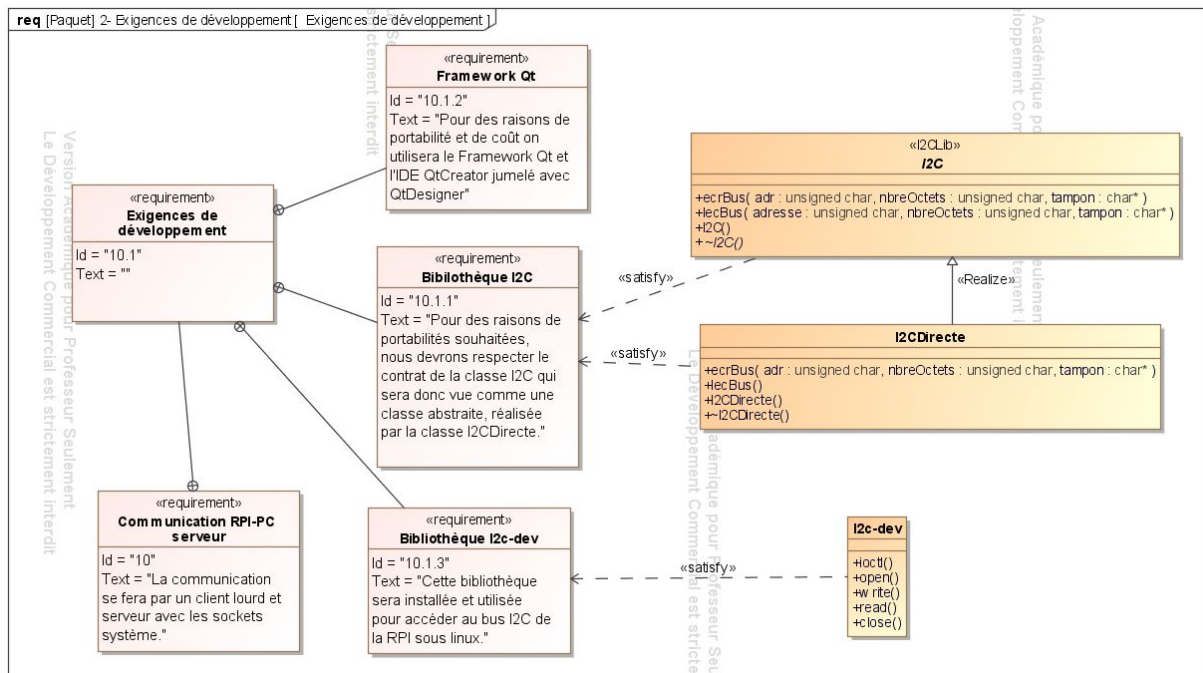 req [Paquet] 2- Exigences de développement [ Exigences de développement ]
«requirement»
Framework Qt
Id = "10.1.2"
Text = "Pour des raisons de
portabilité et de coût on
utilisera le Framework Qt et
l'IDE QtCreator jumelé avec
QtDesigner"
«requirement»
Exigences de
développement
Id = "10.1"
Text = ""
«requirement»
Bibliothèque I2C
Id = "10.1.1"
Text = "Pour des raisons de
portabilités souhaitées,
nous devrons respecter le
contrat de la classe I2C qui
sera donc vue comme une
classe abstraite, réalisée
par la classe I2CDirecte."
«I2CLib»
I2C
+ecrBus( adr : unsigned char, nbreOctets : unsigned char, tampon : char* )
+lecBus( adresse : unsigned char, nbreOctets : unsigned char, tampon : char* )
+I2C()
+ ~I2C()
«satisfy»
«Realize»
«satisfy»
I2CDirecte
+ecrBus( adr : unsigned char, nbreOctets : unsigned char, tampon : char* )
+lecBus()
+I2CDirecte()
+~I2CDirecte()
«requirement»
Communication RPI-PC
serveur
Id = "10"
Text = "La communication
se fera par un client lourd et
serveur avec les sockets
système."
«requirement»
Bibliothèque I2c-dev
Id = "10.1.3"
Text = "Cette bibliothèque
sera installée et utilisée
pour accéder au bus I2C de
la RPI sous linux."
«satisfy»
I2c-dev
+ioctl()
+open()
+write()
+read()
+close()
Version Académique pour Professeur Seulement
Le Développement Commercial est strictement interdit